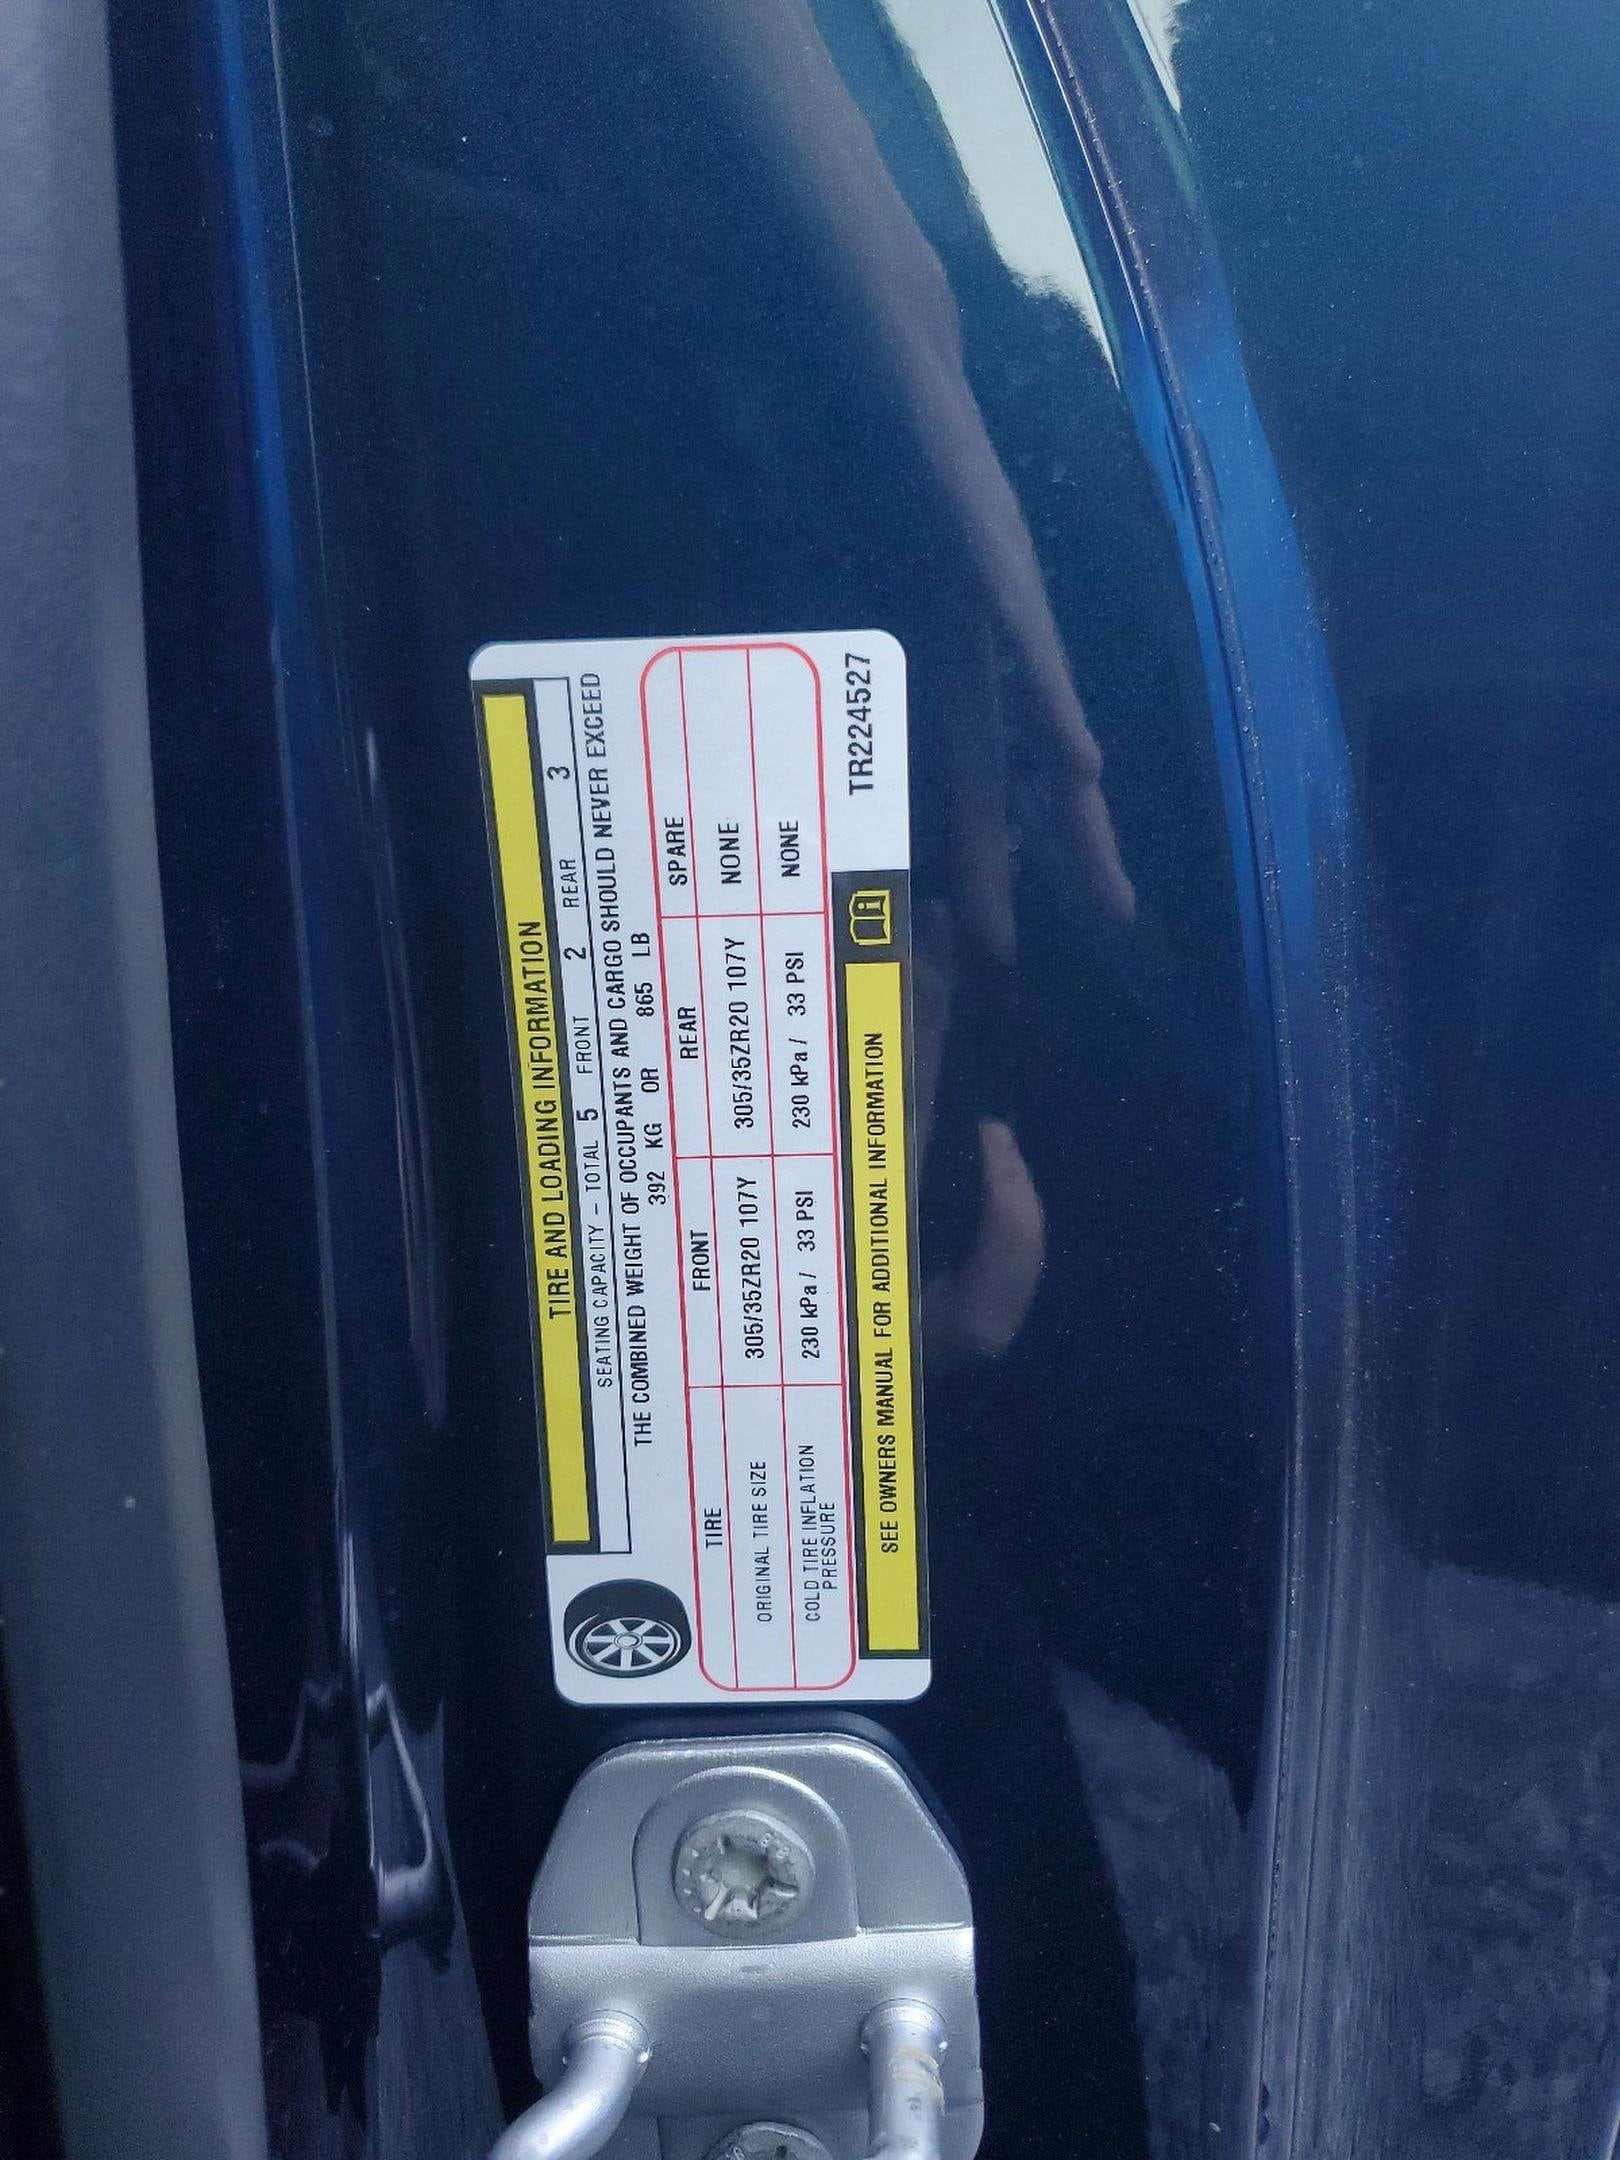 TIRE AND LOADING INFORMATION
SEATING CAPACITY – TOTAL 5 FRONT 2 REAR 3
THE COMBINED WEIGHT OF OCCUPANTS AND CARGO SHOULD NEVER EXCEED
392 KG OR 865 LB
TIRE FRONT REAR SPARE
ORIGINAL TIRE SIZE 305/35ZR20 107Y 305/35ZR20 107Y NONE
COLD TIRE INFLATION PRESSURE 230 kPa / 33 PSI 230 kPa / 33 PSI NONE
SEE OWNERS MANUAL FOR ADDITIONAL INFORMATION
TR224527